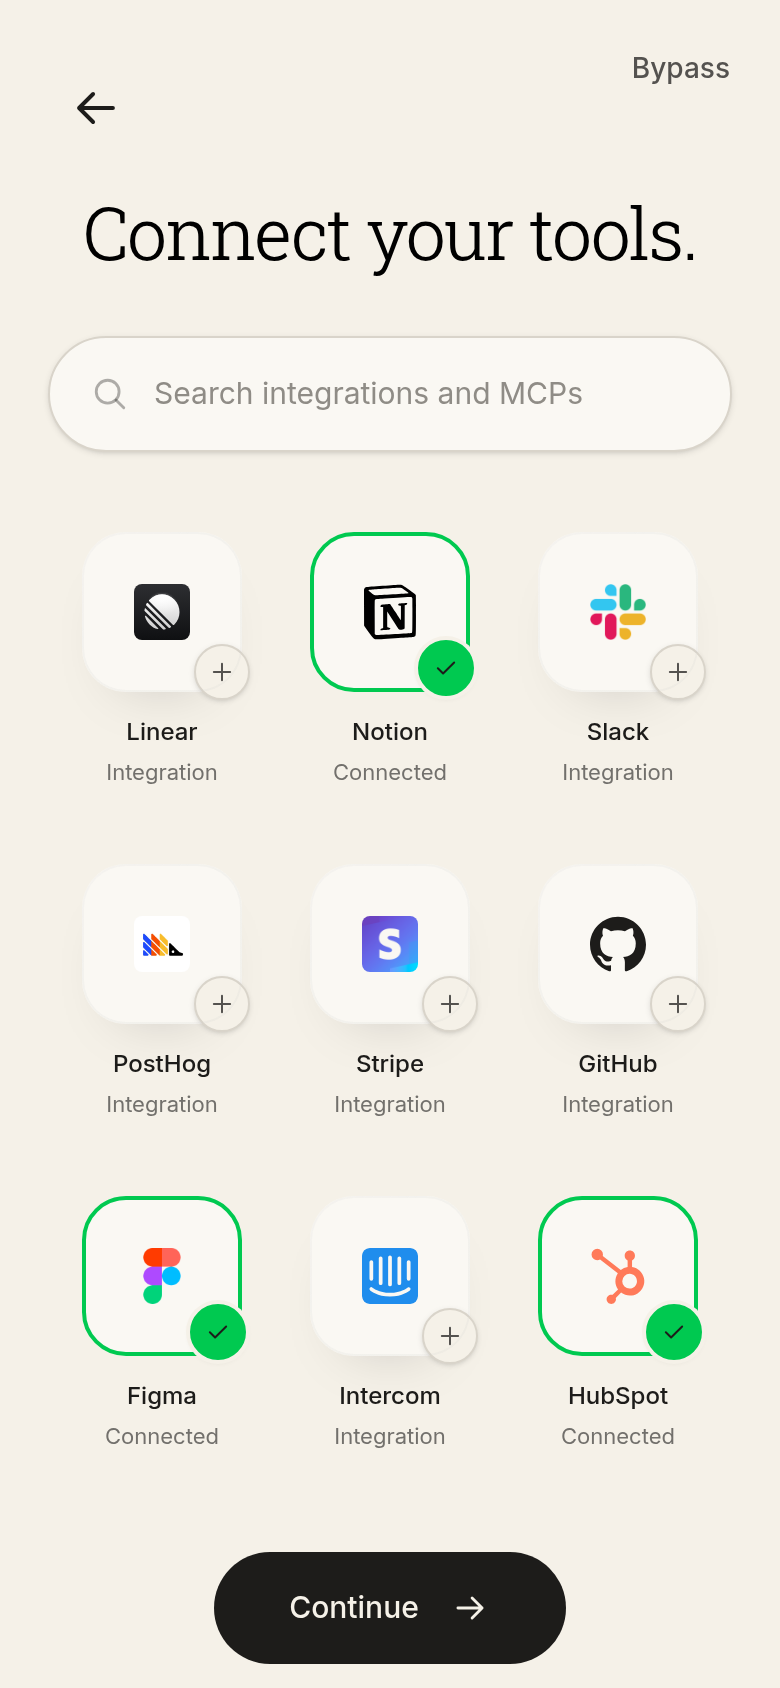 Bypass
Connect your tools.
Search integrations and MCPs
N
Linear
Notion
Slack
Integration
Connected
Integration
S
PostHog
Stripe
GitHub
Integration
Integration
Integration
Figma
Intercom
HubSpot
Connected
Integration
Connected
Continue